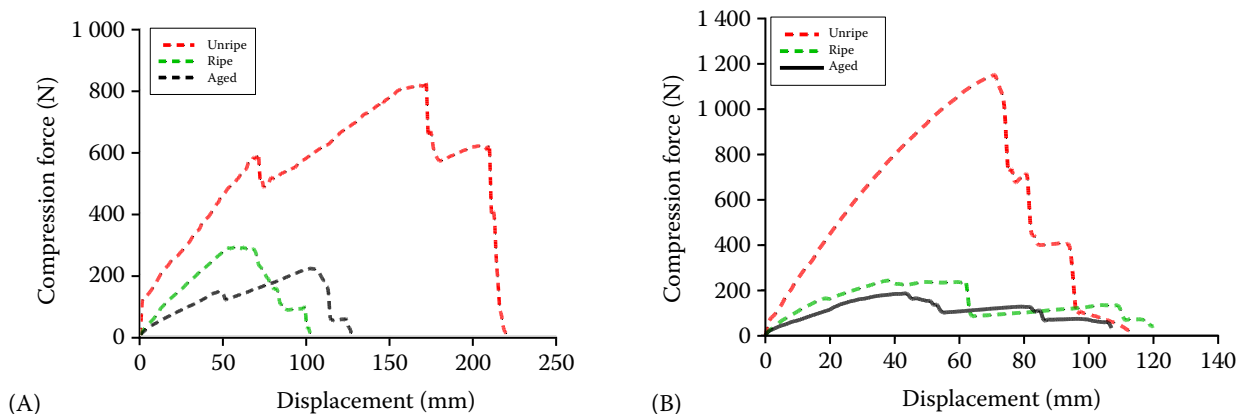 1 000
800
600
400
200
0
Compression force (N)
Unripe
Ripe
Aged
0 50 100 150 200 250
Displacement (mm)
(A)
1 400
1 200
1 000
800
600
400
200
0
Compression force (N)
Unripe
Ripe
Aged
0 20 40 60 80 100 120 140
Displacement (mm)
(B)